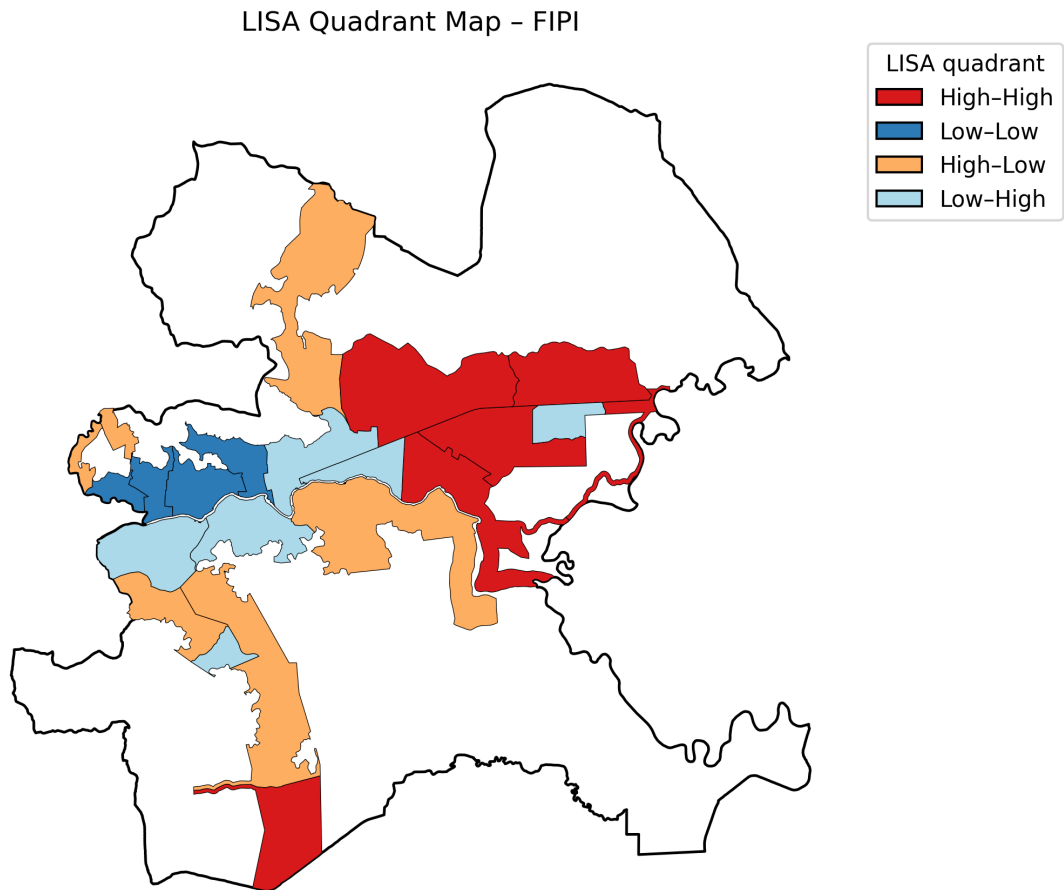 LISA Quadrant Map – FIPI
LISA quadrant
High–High
Low–Low
High–Low
Low–High